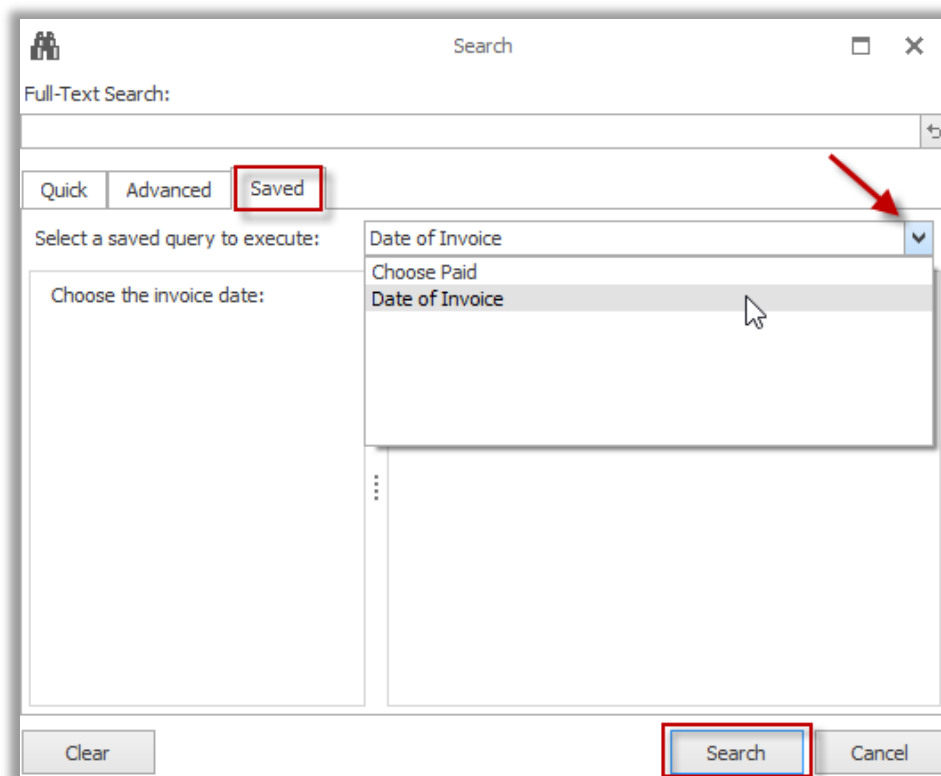 Search
Full-Text Search:
Quick Advanced Saved
Select a saved query to execute: Date of Invoice
Choose Paid
Choose the invoice date: Date of Invoice
Clear Search Cancel